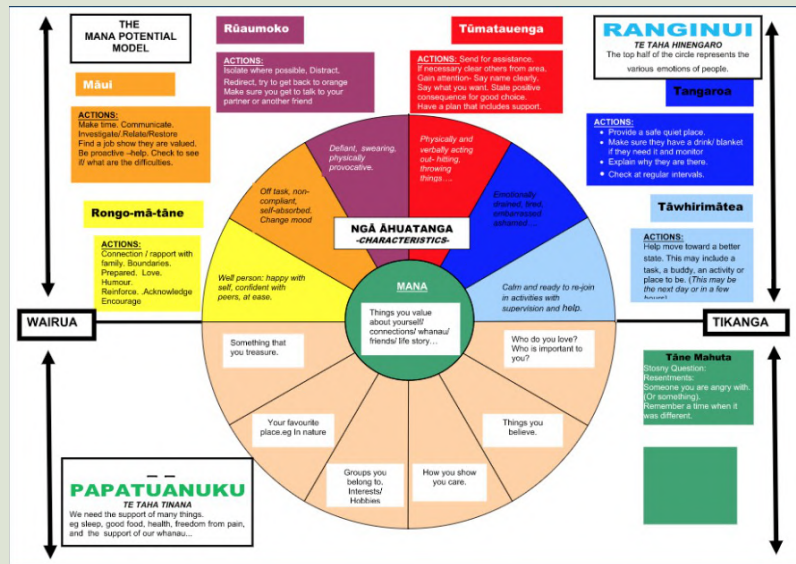 THE
MANA POTENTIAL
MODEL
Rūaumoko
ACTIONS:
Isolate where possible, Distract.
Redirect, try to get back to orange
Make sure you get to talk to your
partner or another friend
Tūmatauenga
ACTIONS: Send for assistance.
If necessary clear others from area.
Gain attention- Say name clearly.
Say what you want. State positive
consequence for good choice.
Have a plan that includes support.
RANGINUI
TE TAHA HINENGARO
The top half of the circle represents the
various emotions of people.
Māui
ACTIONS:
Make time. Communicate.
Investigate/.Relate/Restore
Find a job show they are valued.
Be proactive –help. Check to see
if/ what are the difficulties.
Tangaroa
ACTIONS:
• Provide a safe quiet place.
• Make sure they have a drink/ blanket
if they need it and monitor
• Explain why they are there.
• Check at regular intervals.
Rongo-mā-tāne
ACTIONS:
Connection / rapport with
family. Boundaries.
Prepared. Love.
Humour.
Reinforce. .Acknowledge
Encourage
Tāwhirimātea
ACTIONS:
Help move toward a better
state. This may include a
task, a buddy, an activity or
place to be. (This may be
the next day or in a few
Defiant, swearing,
physically
provocative.
Physically and
verbally acting
out- hitting,
throwing
things….
Off task, non-
compliant,
self-absorbed.
Change mood
Emotionally
drained, tired,
embarrassed
ashamed….
NGĀ ĀHUATANGA
-CHARACTERISTICS-
Well person: happy with
self, confident with
peers, at ease.
Calm and ready to re-join
in activities with
supervision and help.
MANA
Things you value
about yourself/
connections/ whanau/
friends/ life story…
WAIRUA
TIKANGA
Something that
you treasure.
Who do you love?
Who is important to
you?
Your favourite
place.eg In nature
Things you
believe.
Groups you
belong to.
Interests/
Hobbies
How you show
you care.
Tāne Mahuta
Stosny Question:
Resentments:
Someone you are angry with.
(Or something).
Remember a time when it
was different.
PAPATŪĀNUKU
TE TAHA TINANA
We need the support of many things.
eg sleep, good food, health, freedom from pain,
and the support of our whanau...